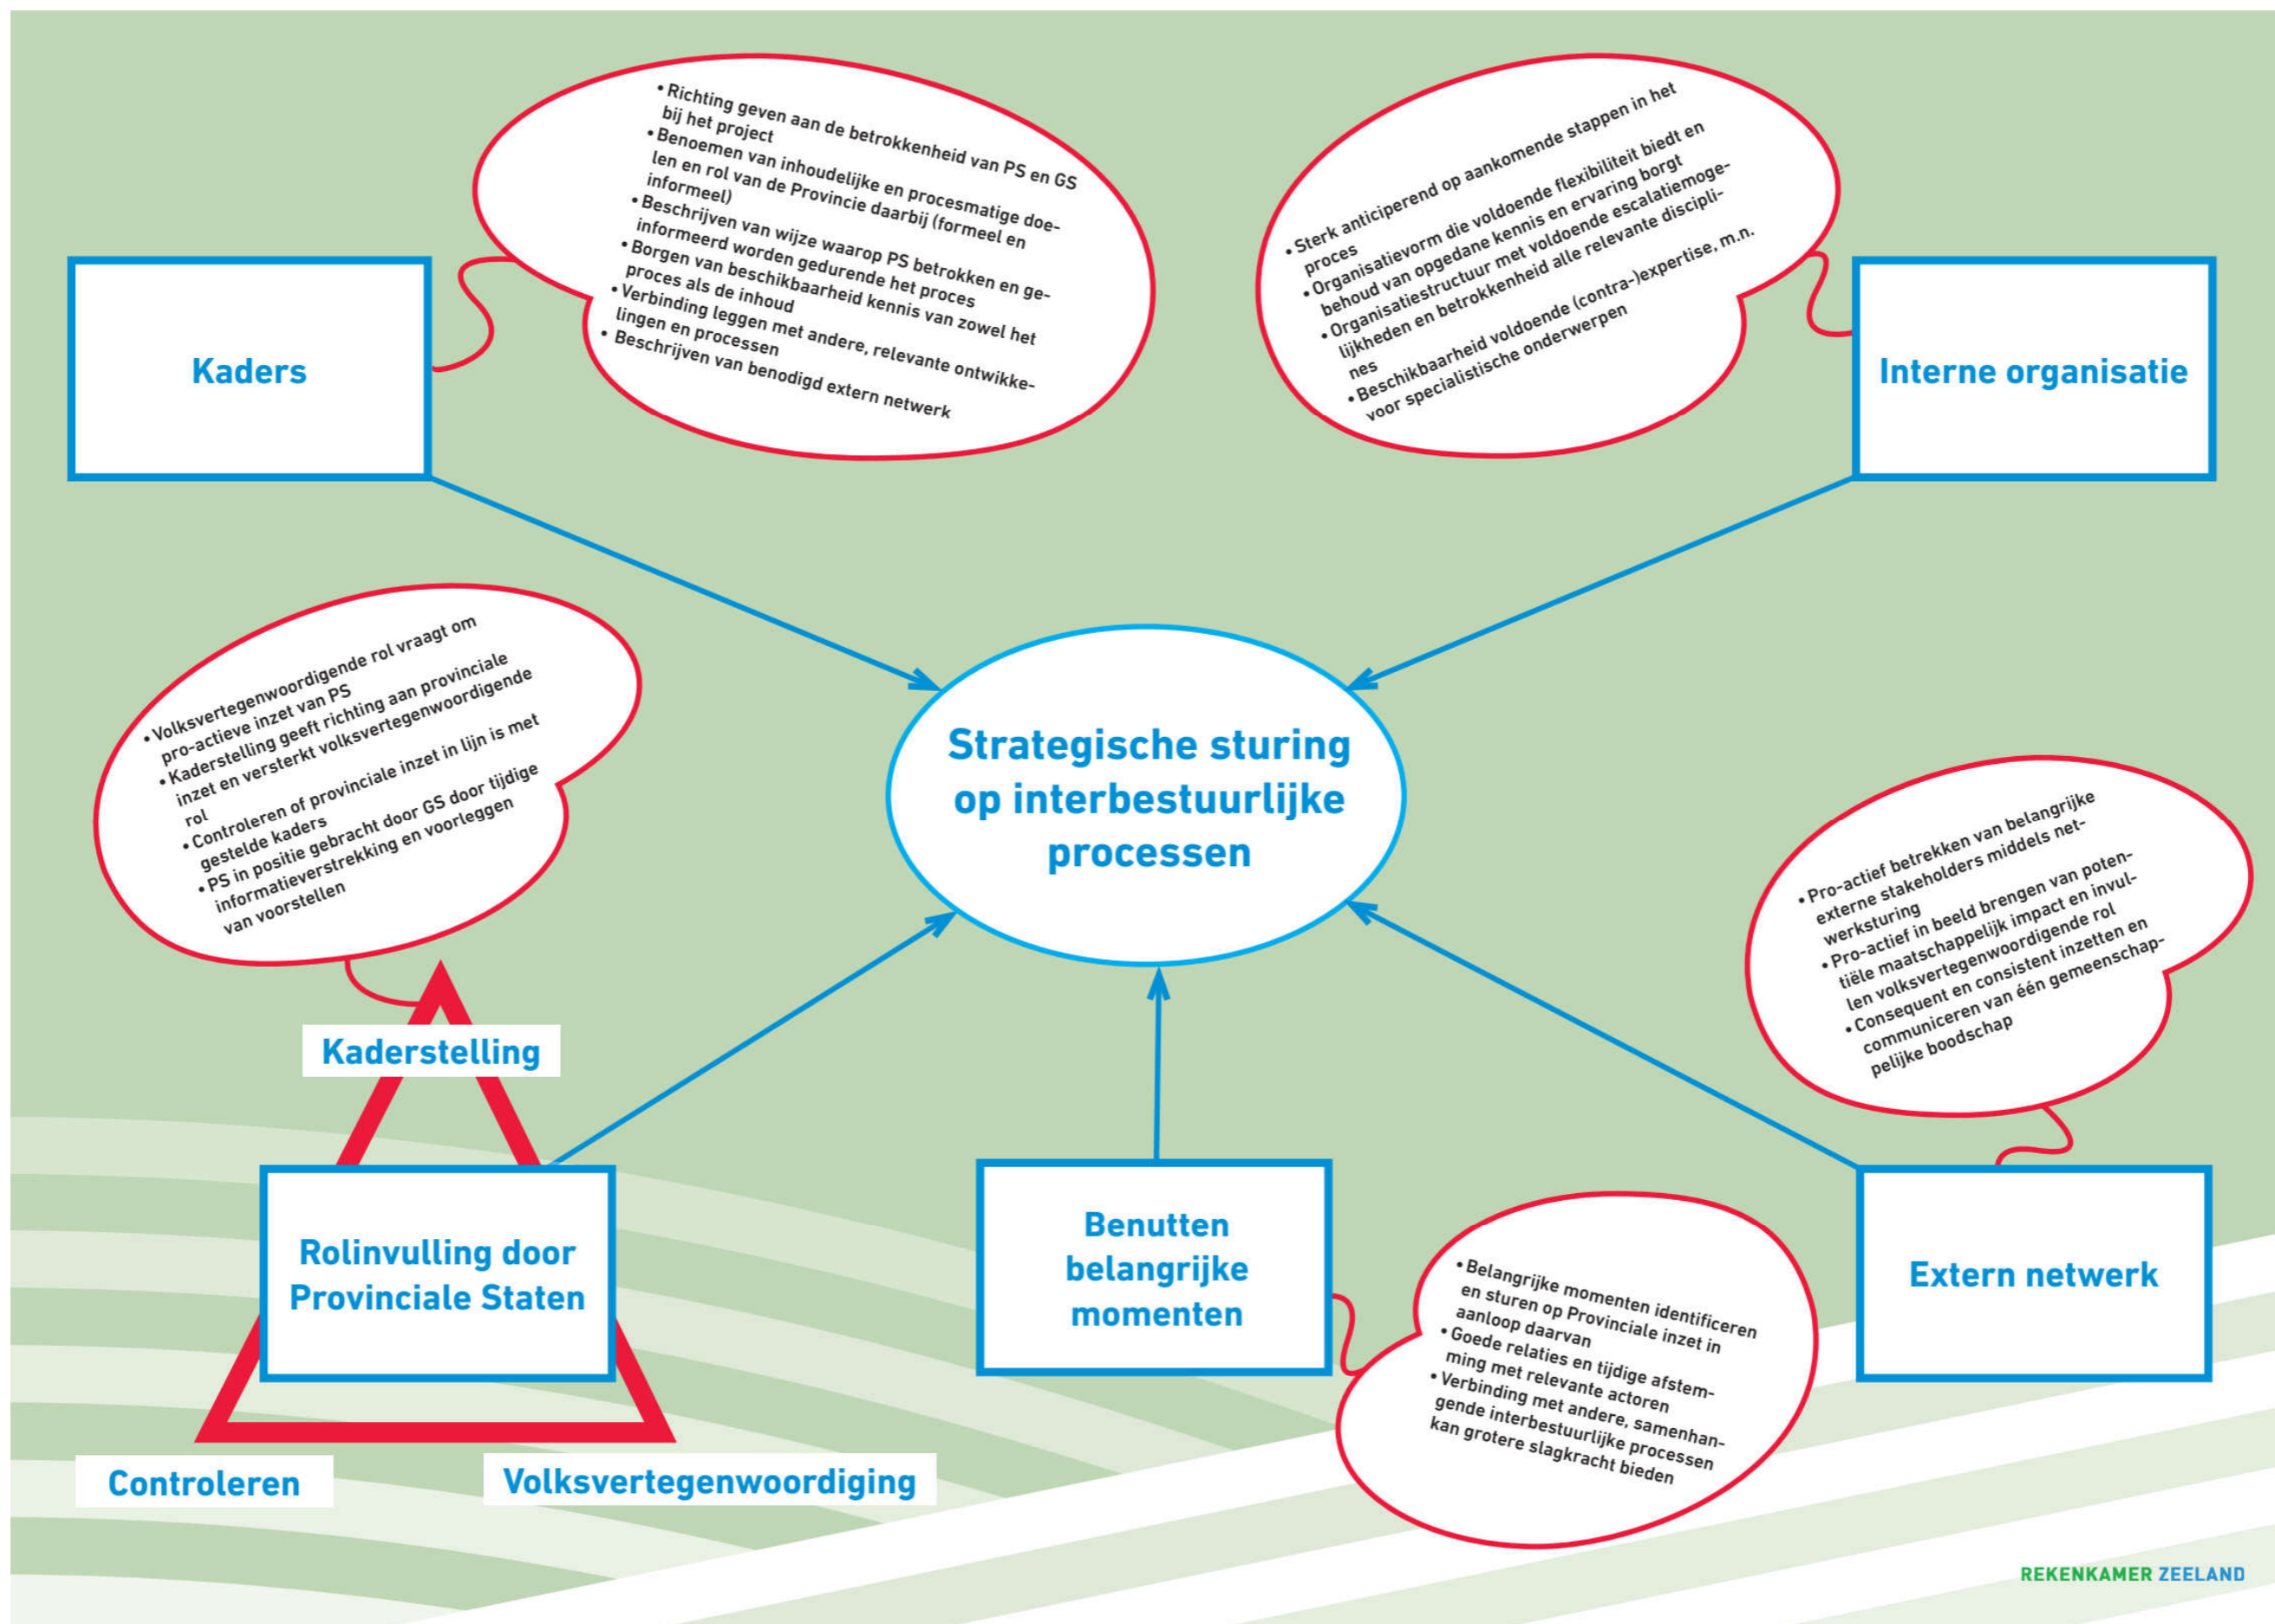 • Richting geven aan de betrokkenheid van PS en GS
bij het project
• Benoemen van inhoudelijke en procesmatige doe-
len en rol van de Provincie daarbij (formeel en
informeel)
• Beschrijven van wijze waarop PS betrokken en ge-
informeerd worden gedurende het proces
• Borgen van beschikbaarheid kennis van zowel het
proces als de inhoud
• Verbinding leggen met andere, relevante ontwikke-
lingen en processen
• Beschrijven van benodigd extern netwerk
• Sterk anticiperend op aankomende stappen in het
proces
• Organisatievorm die voldoende flexibiliteit biedt en
behoud van opgedane kennis en ervaring borgt
• Organisatiestructuur met voldoende escalatiemoge-
lijkheden en betrokkenheid alle relevante discipli-
nes
• Beschikbaarheid voldoende (contra-)expertise, m.n.
voor specialistische onderwerpen
Kaders
Interne organisatie
• Volksvertegenwoordigende rol vraagt om
pro-actieve inzet van PS
• Kaderstelling geeft richting aan provinciale
inzet en versterkt volksvertegenwoordigende
rol
• Controleren of provinciale inzet in lijn is met
gestelde kaders
• PS in positie gebracht door GS door tijdige
informatieverstrekking en voorleggen
van voorstellen
Strategische sturing
op interbestuurlijke
processen
• Pro-actief betrekken van belangrijke
externe stakeholders middels net-
werksturing
• Pro-actief in beeld brengen van poten-
tiële maatschappelijk impact en invul-
len volksvertegenwoordigende rol
• Consequent en consistent inzetten en
communiceren van één gemeenschap-
pelijke boodschap
Kaderstelling
Rolinvulling door
Provinciale Staten
Benutten
belangrijke
momenten
Extern netwerk
• Belangrijke momenten identificeren
en sturen op Provinciale inzet in
aanloop daarvan
• Goede relaties en tijdige afstem-
ming met relevante actoren
• Verbinding met andere, samenhan-
gende interbestuurlijke processen
kan grotere slagkracht bieden
Controleren
Volksvertegenwoordiging
REKENKAMER ZEELAND